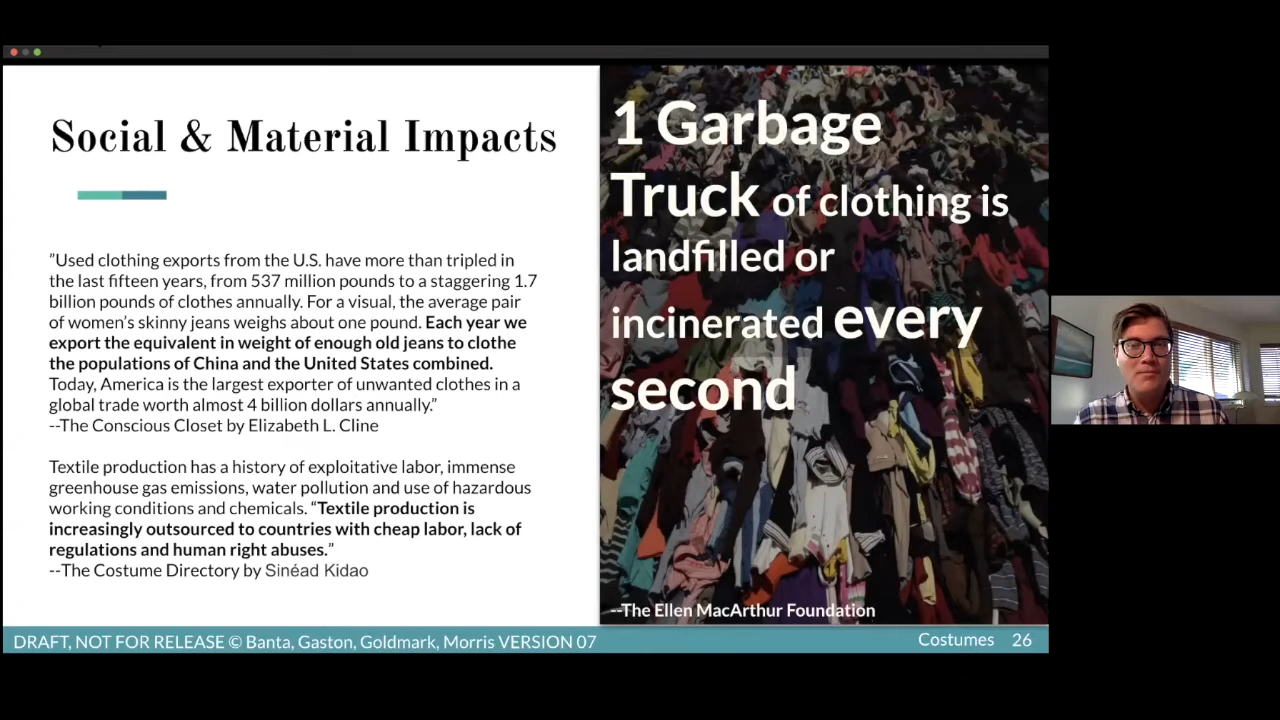 Social & Material Impacts
”Used clothing exports from the U.S. have more than tripled in
the last fifteen years, from 537 million pounds to a staggering 1.7
billion pounds of clothes annually. For a visual, the average pair
of women’s skinny jeans weighs about one pound. Each year we
export the equivalent in weight of enough old jeans to clothe
the populations of China and the United States combined.
Today, America is the largest exporter of unwanted clothes in a
global trade worth almost 4 billion dollars annually.”
--The Conscious Closet by Elizabeth L. Cline
Textile production has a history of exploitative labor, immense
greenhouse gas emissions, water pollution and use of hazardous
working conditions and chemicals. “Textile production is
increasingly outsourced to countries with cheap labor, lack of
regulations and human right abuses.”
--The Costume Directory by Sinéad Kidao
1 Garbage
Truck of clothing is
landfilled or
incinerated every
second
--The Ellen MacArthur Foundation
DRAFT, NOT FOR RELEASE © Banta, Gaston, Goldmark, Morris VERSION 07
Costumes 26